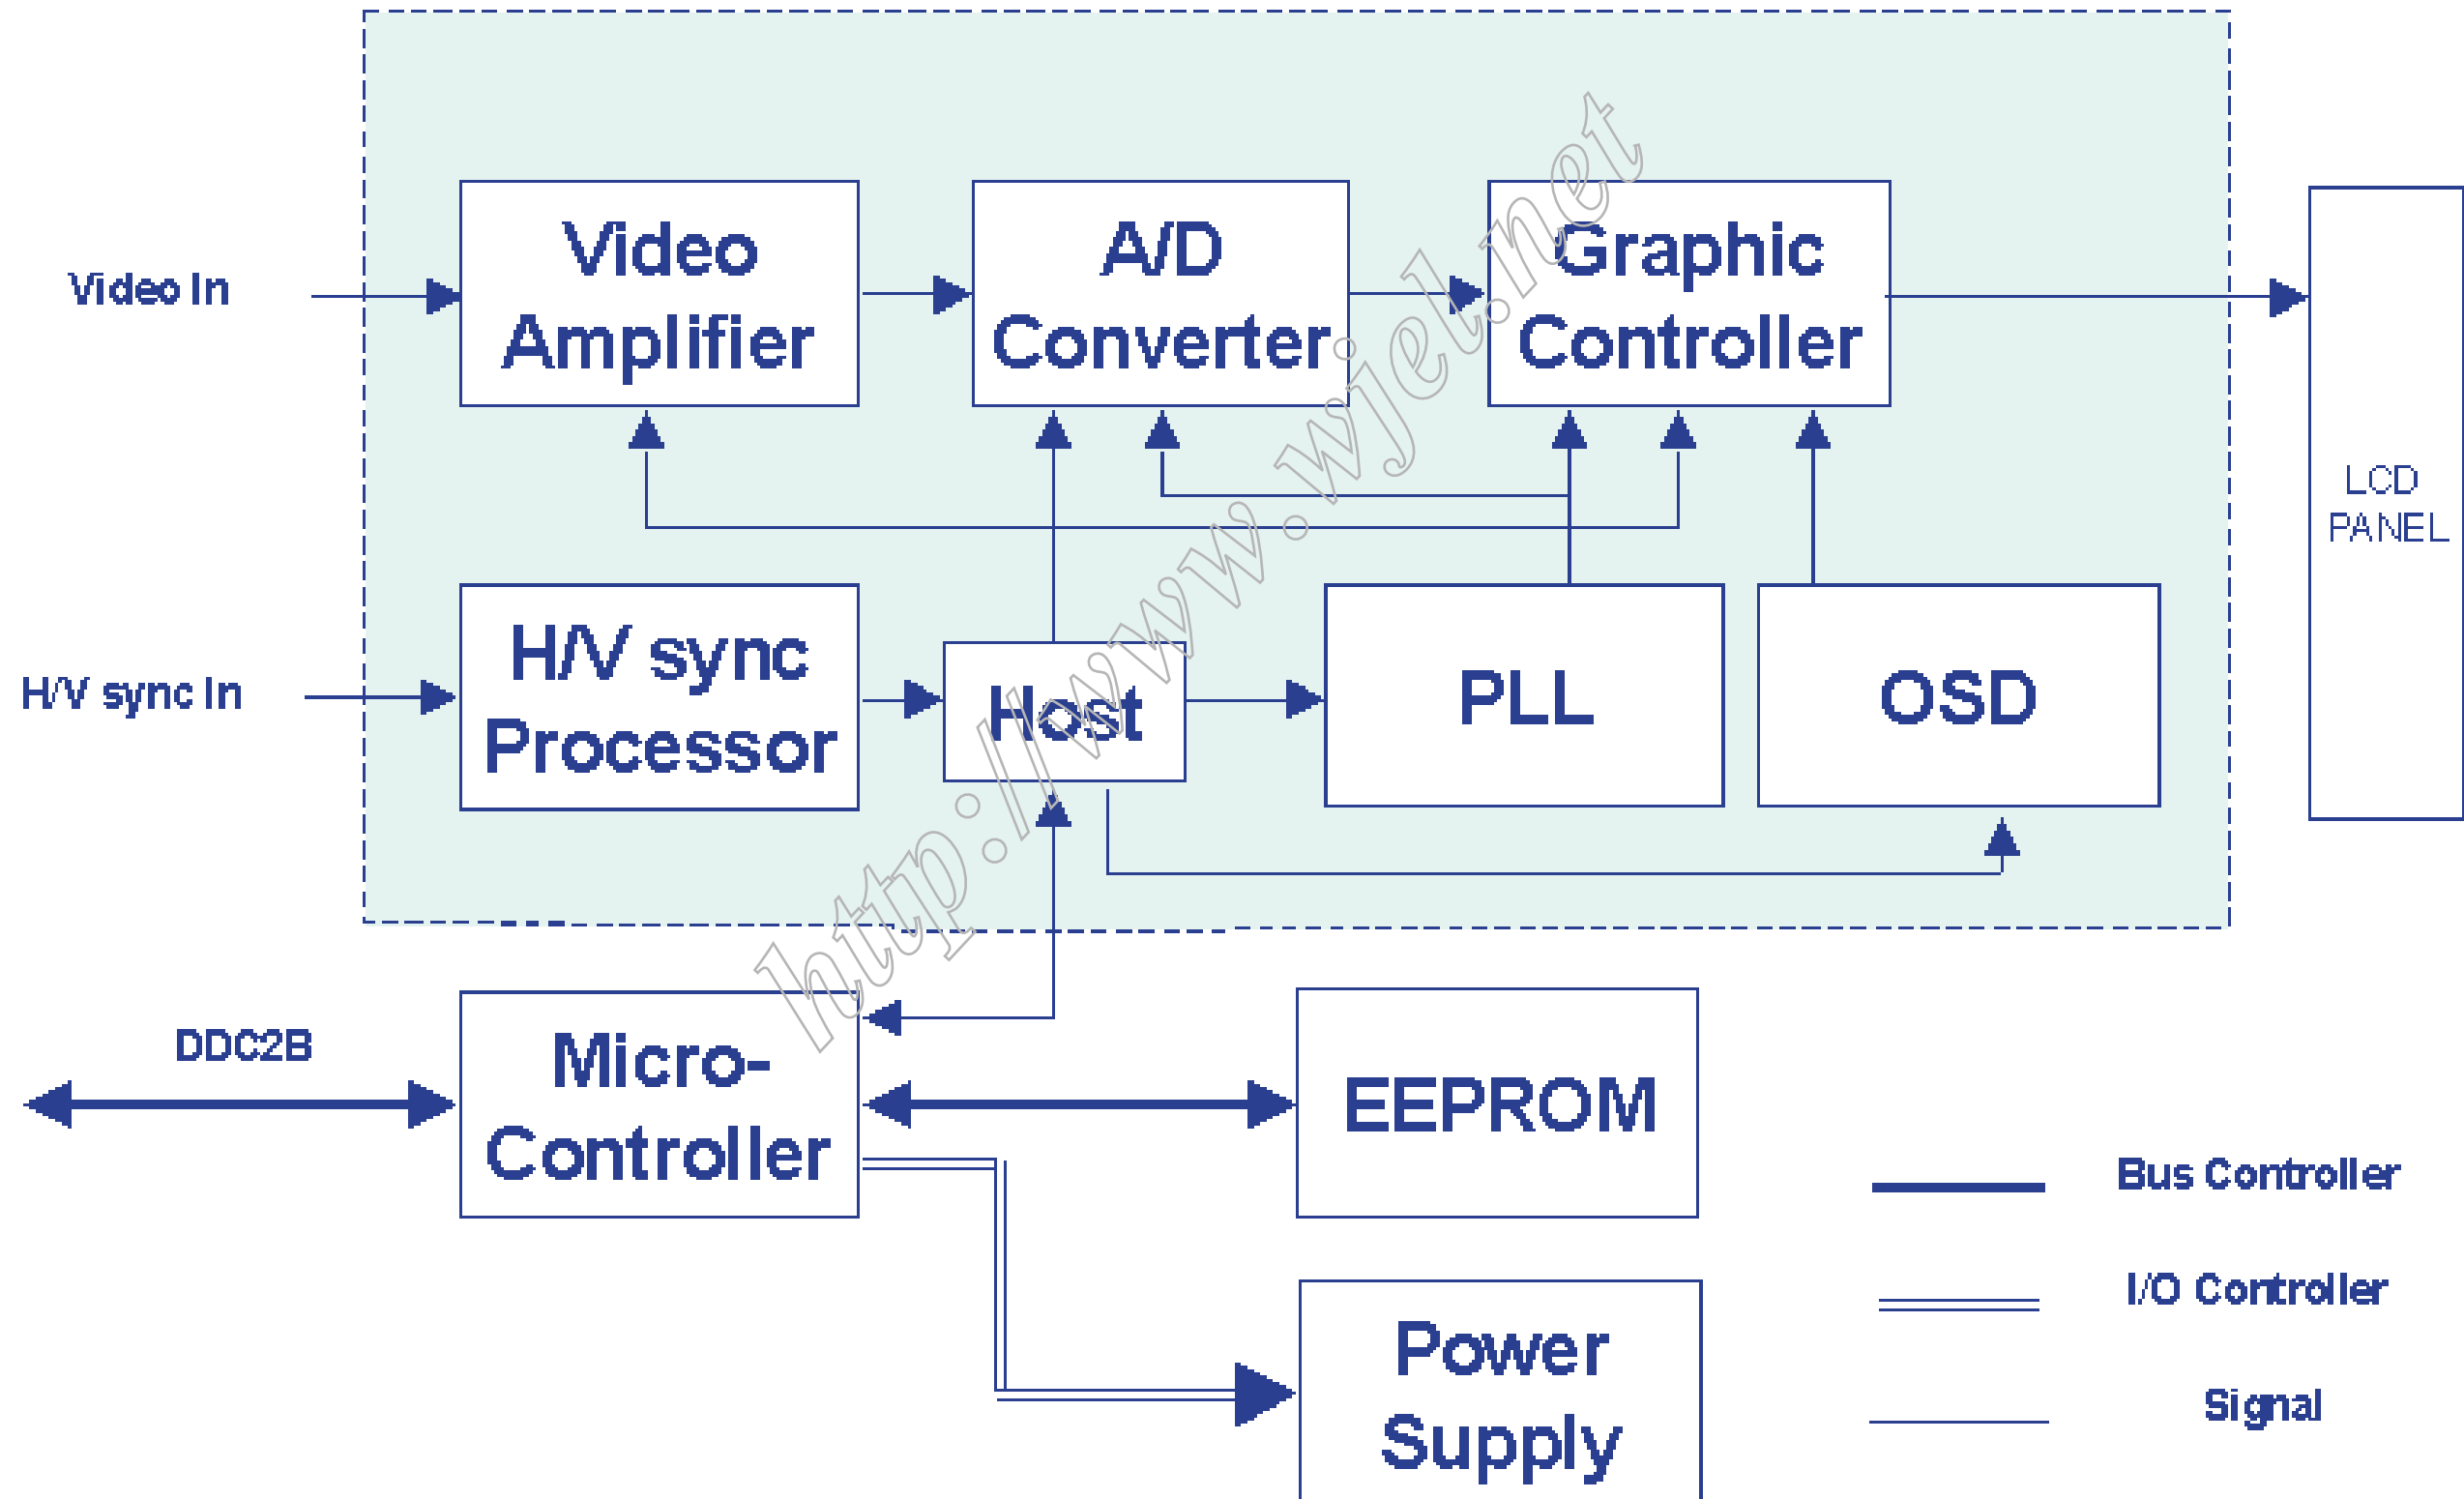 Video In
Video
Amplifier
A/D
Converter
Graphic
Controller
LCD
PANEL
H/V sync In
H/V sync
Processor
Host
PLL
OSD
http://www.wjel.net
DDC2B
Micro-
Controller
EEPROM
Power
Supply
Bus Controller
I/O Controller
Signal